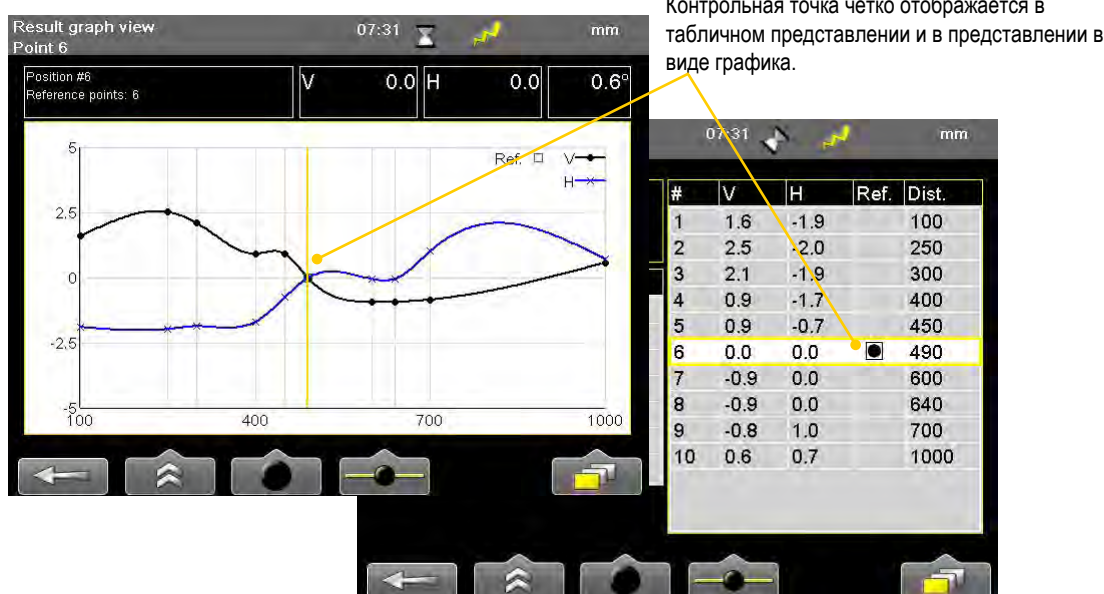 Контрольная точка четко отображается в
табличном представлении и в представлении в
виде графика.
Result graph view
Point 6
07:31
mm
Position #6
Reference points: 6
V 0.0
H 0.0
0.6°
Ref. V
H
5
2.5
0
-2.5
-5
100 400 700 1000
07:31
mm
# V H Ref. Dist.
1 1.6 -1.9 100
2 2.5 -2.0 250
3 2.1 -1.9 300
4 0.9 -1.7 400
5 0.9 -0.7 450
6 0.0 0.0 490
7 -0.9 0.0 600
8 -0.9 0.0 640
9 -0.8 1.0 700
10 0.6 0.7 1000